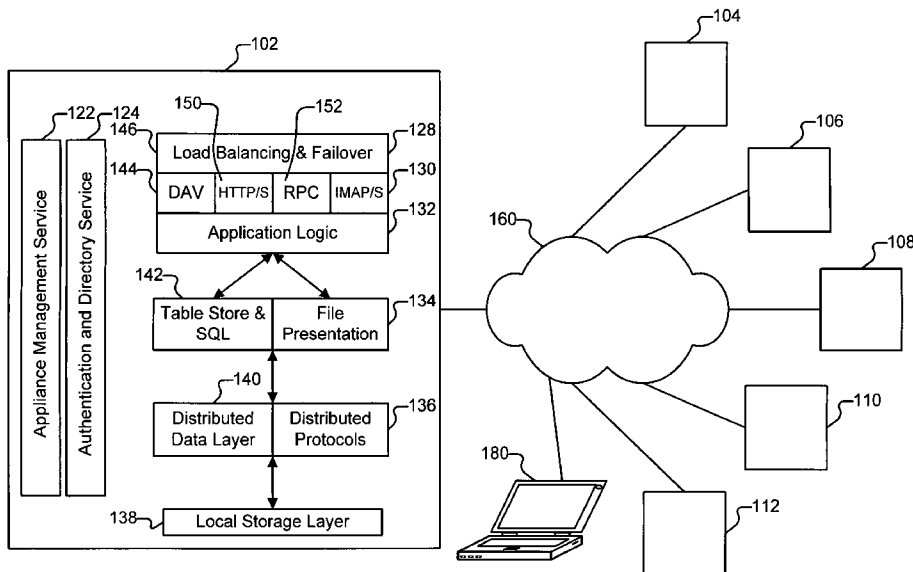 102
104
122
124
150
152
146
Load Balancing & Failover
128
106
144
DAV
HTTP/S
RPC
IMAP/S
130
Application Logic
132
160
108
142
Table Store &
SQL
File
Presentation
134
140
Distributed
Data Layer
Distributed
Protocols
136
110
180
138
Local Storage Layer
112
Appliance Management Service
Authentication and Directory Service